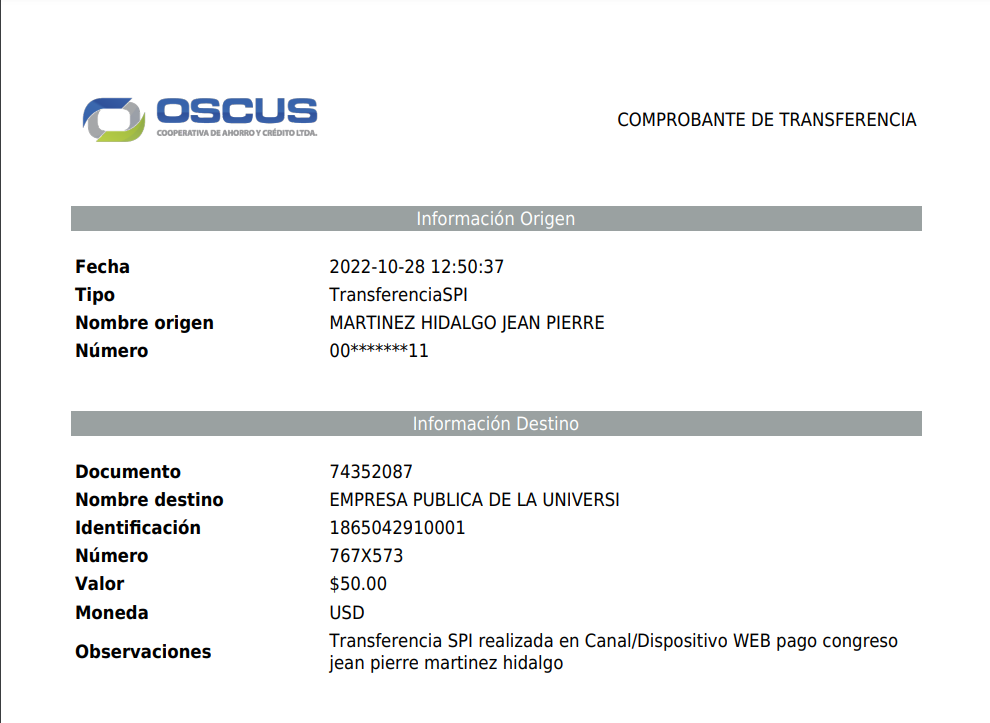 OSCUS
COOPERATIVA DE AHORRO Y CRÉDITO LTDA.
COMPROBANTE DE TRANSFERENCIA
Información Origen
Fecha 2022-10-28 12:50:37
Tipo TransferenciaSPI
Nombre origen MARTINEZ HIDALGO JEAN PIERRE
Número 00*******11
Información Destino
Documento 74352087
Nombre destino EMPRESA PUBLICA DE LA UNIVERSI
Identificación 1865042910001
Número 767X573
Valor $50.00
Moneda USD
Observaciones Transferencia SPI realizada en Canal/Dispositivo WEB pago congreso
jean pierre martinez hidalgo